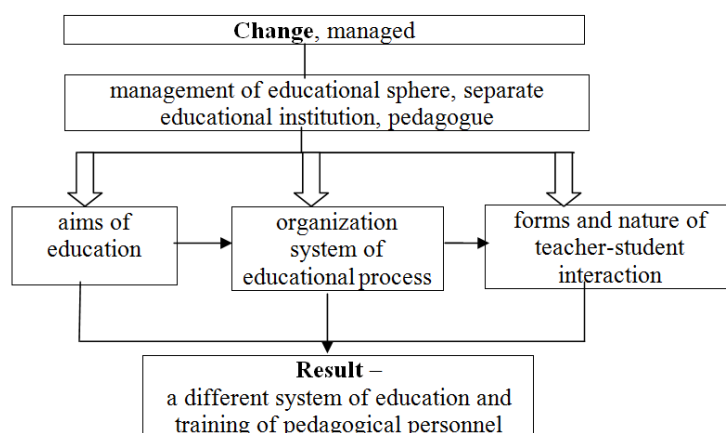 Change, managed
management of educational sphere, separate
educational institution, pedagogue
aims of
education
organization
system of
educational process
forms and nature of
teacher-student
interaction
Result –
a different system of education and
training of pedagogical personnel